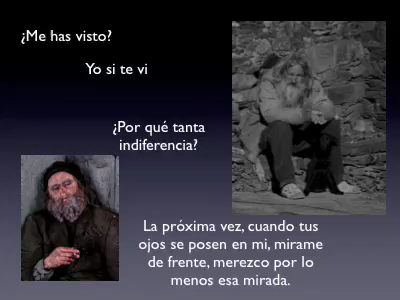 ¿Me has visto?
Yo si te vi
¿Por qué tanta
indiferencia?
La próxima vez, cuando tus
ojos se posen en mi, mirame
de frente, merezco por lo
menos esa mirada.